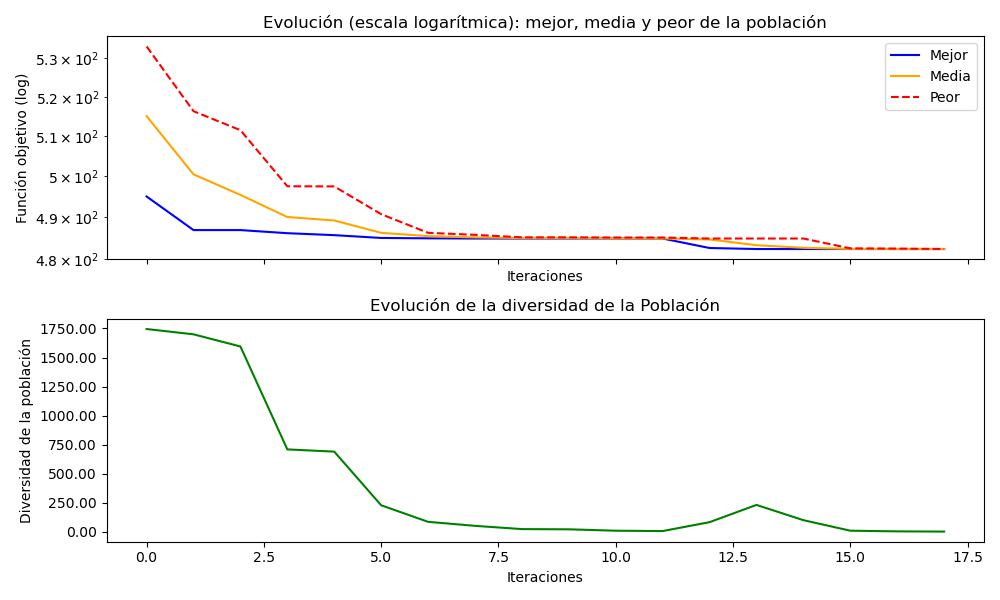 Evolución (escala logarítmica): mejor, media y peor de la población
Función objetivo (log)
5.3 × 10²
5.2 × 10²
5.1 × 10²
5 × 10²
4.9 × 10²
4.8 × 10²
Mejor
Media
Peor
Iteraciones
Evolución de la diversidad de la Población
Diversidad de la población
1750.00
1500.00
1250.00
1000.00
750.00
500.00
250.00
0.00
0.0 2.5 5.0 7.5 10.0 12.5 15.0 17.5
Iteraciones